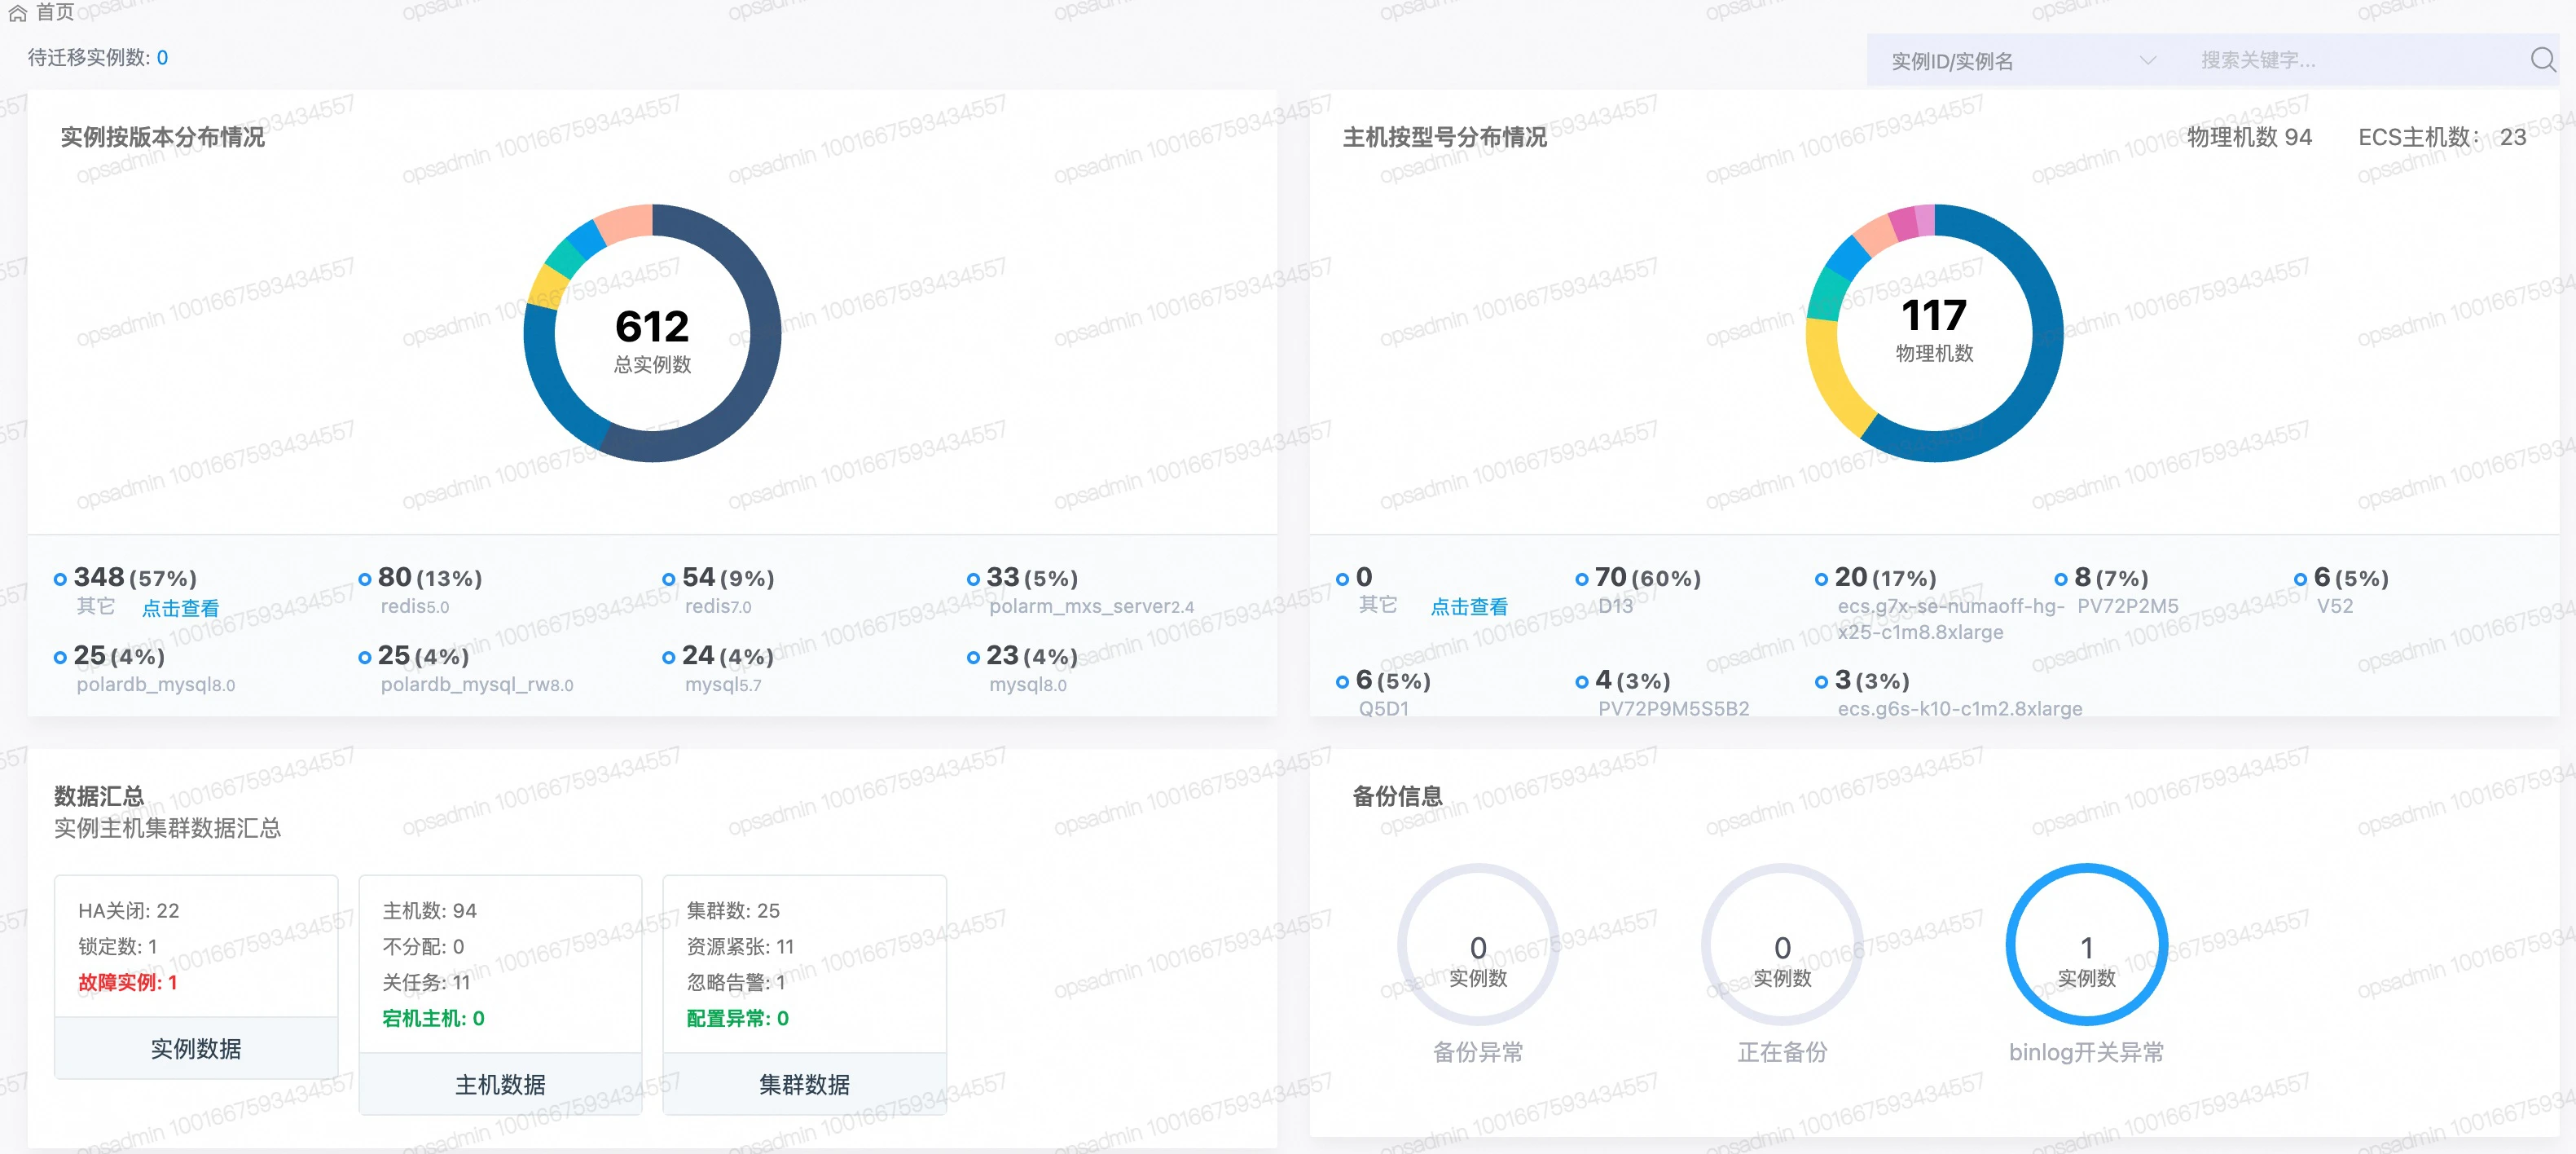 首页
待迁移实例数: 0
实例ID/实例名
搜索关键字...
实例按版本分布情况
612
总实例数
348(57%)
其它 点击查看
80(13%)
redis5.0
54(9%)
redis7.0
33(5%)
polarm_mxs_server2.4
25(4%)
polardb_mysql8.0
25(4%)
polardb_mysql_rw8.0
24(4%)
mysql5.7
23(4%)
mysql8.0
主机按型号分布情况
物理机数 94
ECS主机数: 23
117
物理机数
0
其它 点击查看
70(60%)
D13
20(17%)
ecs.g7x-se-numaoff-hg-
x25-c1m8.8xlarge
8(7%)
PV72P2M5
6(5%)
V52
6(5%)
Q5D1
4(3%)
PV72P9M5S5B2
3(3%)
ecs.g6s-k10-c1m2.8xlarge
数据汇总
实例主机集群数据汇总
HA关闭: 22
锁定数: 1
故障实例: 1
实例数据
主机数: 94
不分配: 0
关任务: 11
宕机主机: 0
主机数据
集群数: 25
资源紧张: 11
忽略告警: 1
配置异常: 0
集群数据
备份信息
0
实例数
备份异常
0
实例数
正在备份
1
实例数
binlog开关异常
opsadmin 1001667593434557